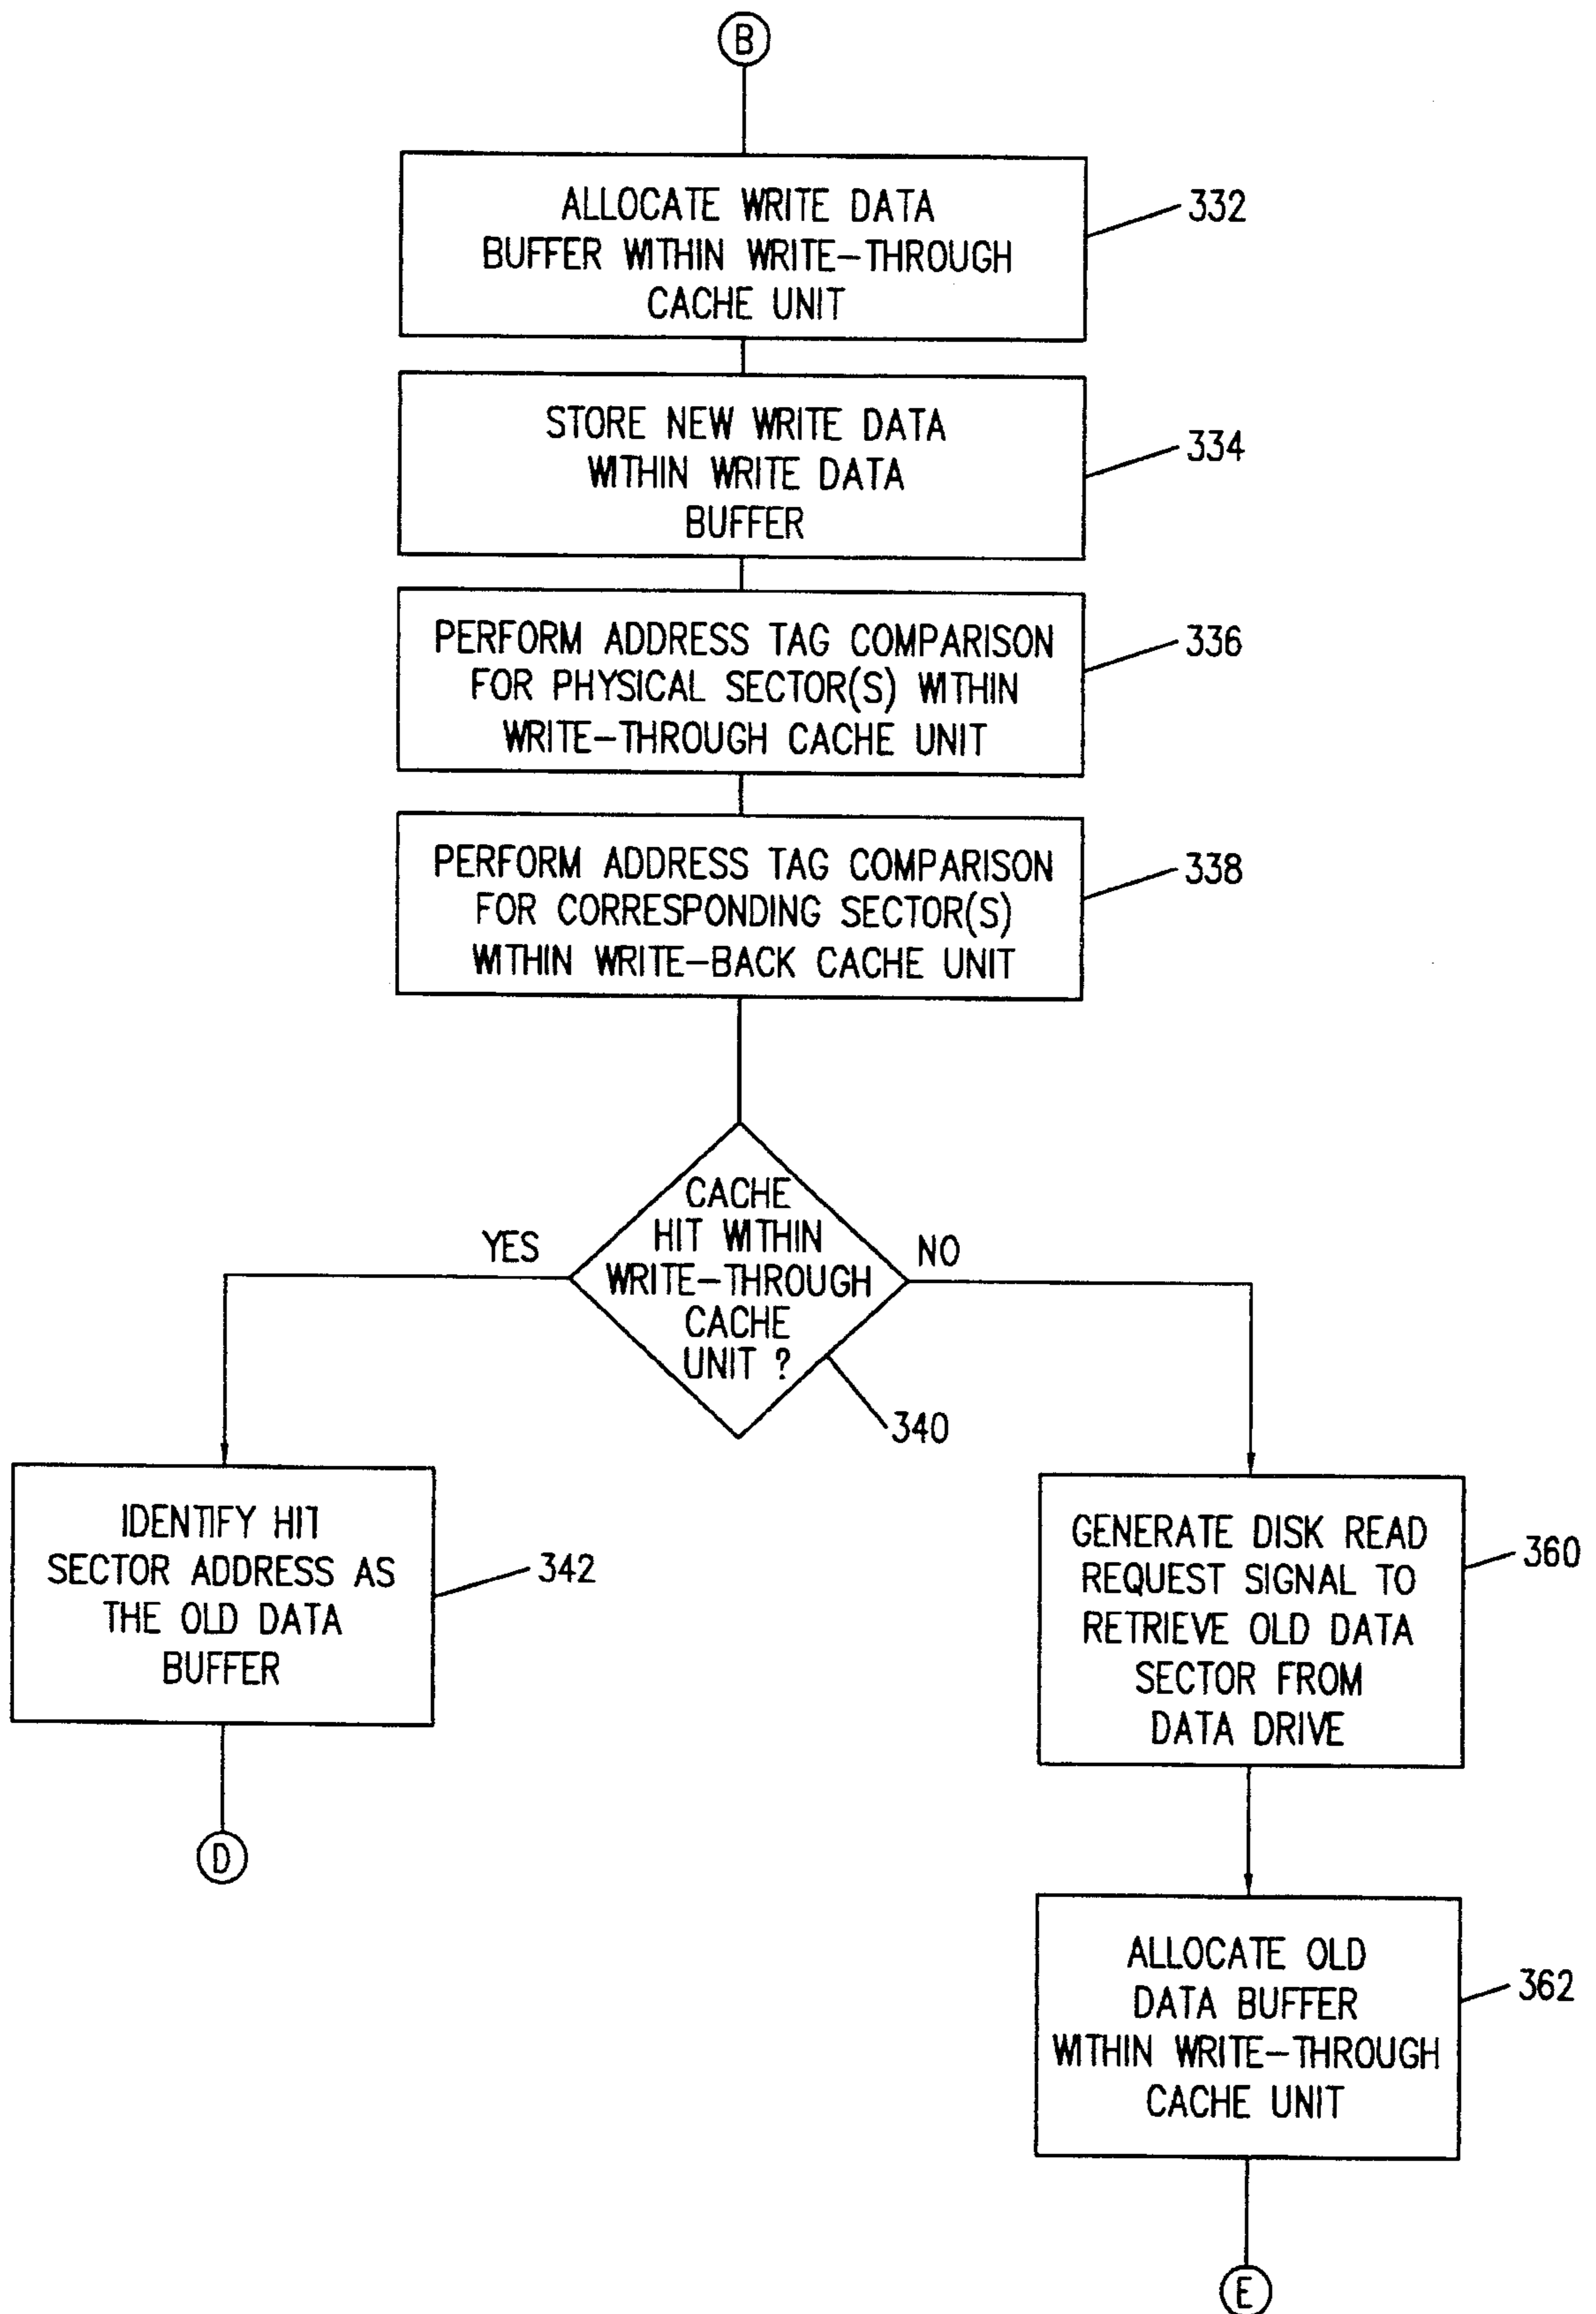 B
ALLOCATE WRITE DATA
BUFFER WITHIN WRITE-THROUGH
CACHE UNIT
332
STORE NEW WRITE DATA
WITHIN WRITE DATA
BUFFER
334
PERFORM ADDRESS TAG COMPARISON
FOR PHYSICAL SECTOR(S) WITHIN
WRITE-THROUGH CACHE UNIT
336
PERFORM ADDRESS TAG COMPARISON
FOR CORRESPONDING SECTOR(S)
WITHIN WRITE-BACK CACHE UNIT
338
CACHE
HIT WITHIN
WRITE-THROUGH
CACHE
UNIT ?
YES
NO
340
IDENTIFY HIT
SECTOR ADDRESS AS
THE OLD DATA
BUFFER
342
D
GENERATE DISK READ
REQUEST SIGNAL TO
RETRIEVE OLD DATA
SECTOR FROM
DATA DRIVE
360
ALLOCATE OLD
DATA BUFFER
WITHIN WRITE-THROUGH
CACHE UNIT
362
E